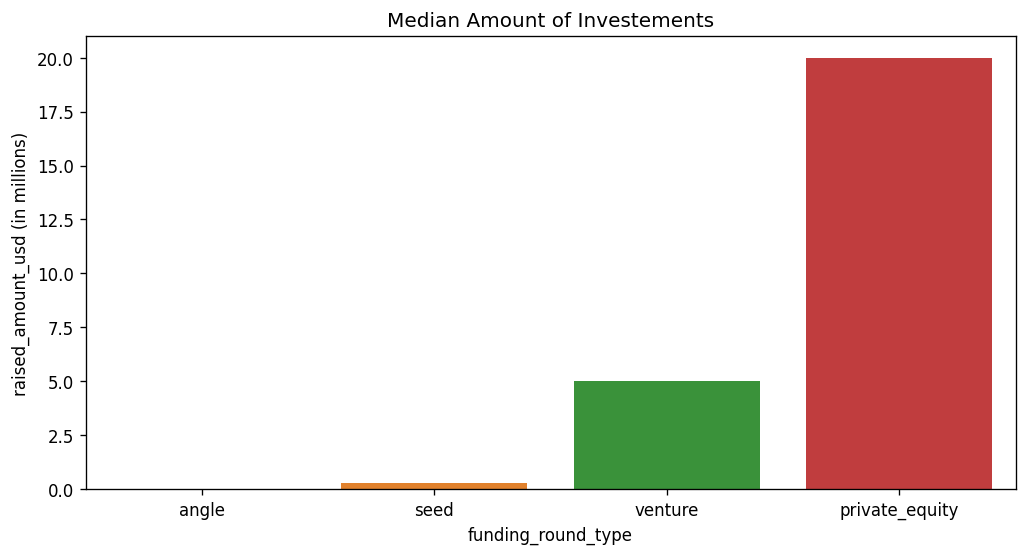 Median Amount of Investements
raised_amount_usd (in millions)
20.0
17.5
15.0
12.5
10.0
7.5
5.0
2.5
0.0
angle seed venture private_equity
funding_round_type